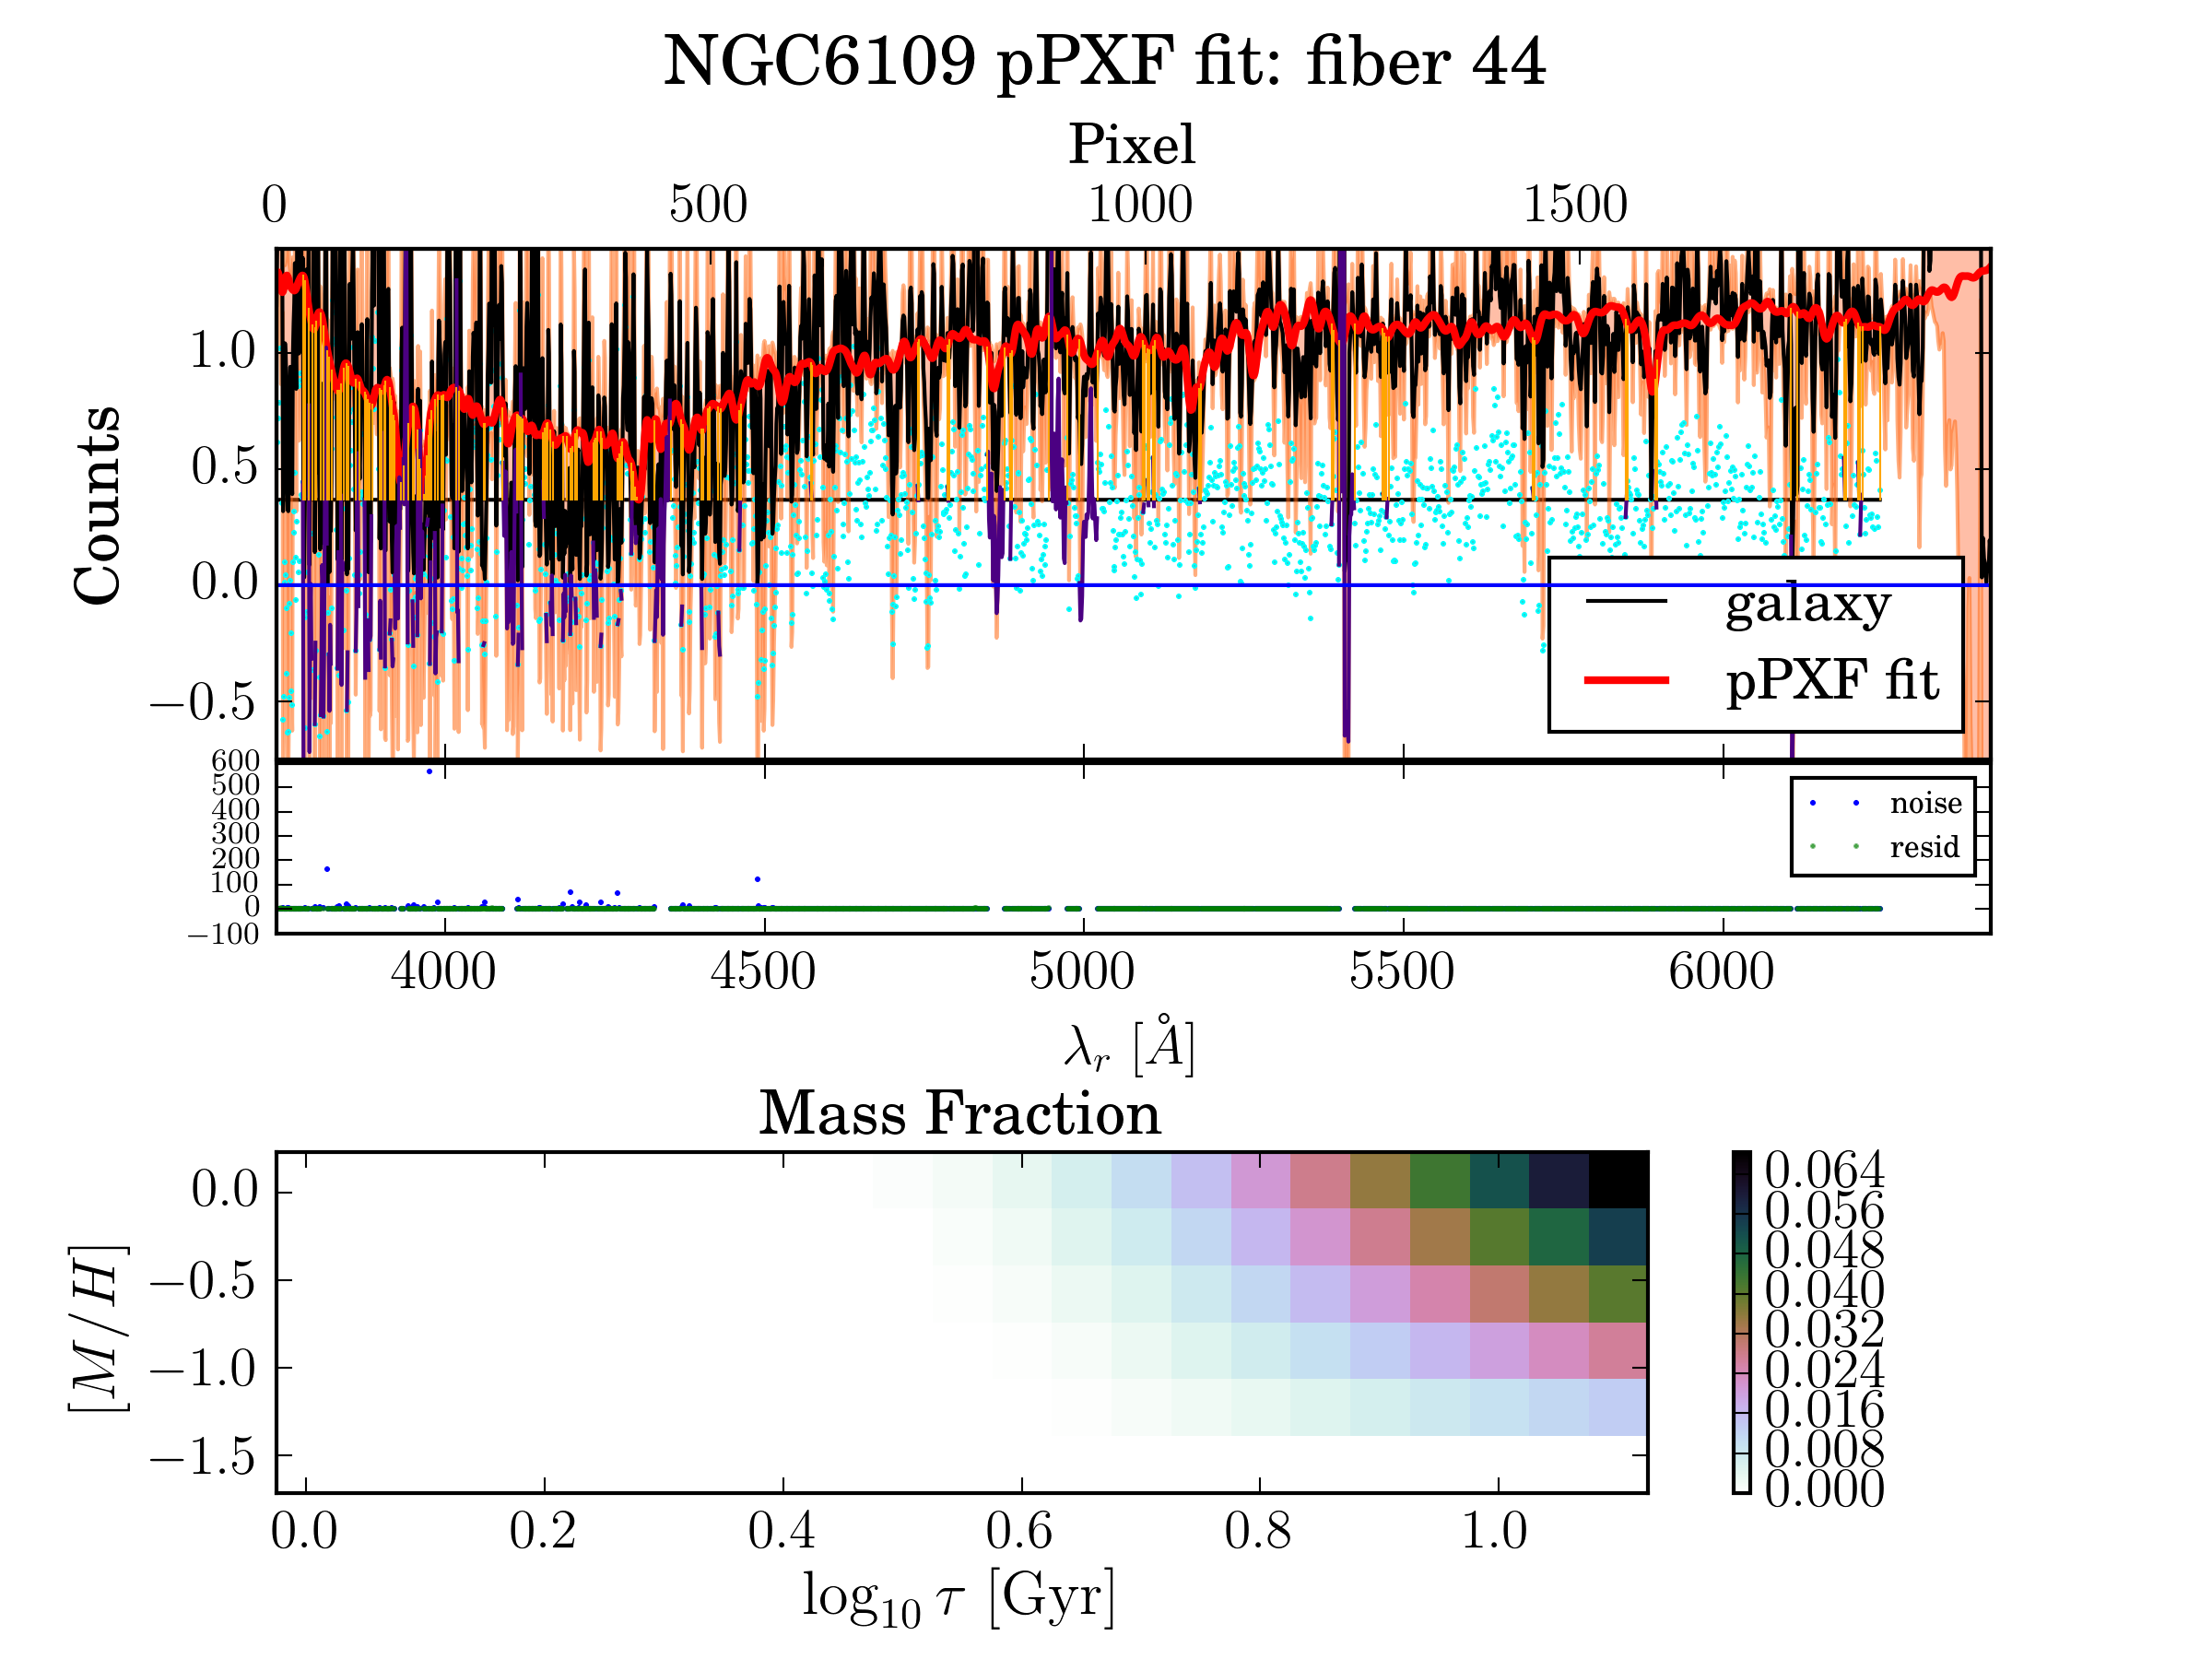 NGC6109 pPXF fit: fiber 44
Pixel
0 500 1000 1500
Counts
1.0
0.5
0.0
−0.5
galaxy
pPXF fit
600
500
400
300
200
100
0
−100
noise
resid
4000 4500 5000 5500 6000
λr [Å]
Mass Fraction
[M/H]
0.0
−0.5
−1.0
−1.5
0.0 0.2 0.4 0.6 0.8 1.0
log10 τ [Gyr]
0.064
0.056
0.048
0.040
0.032
0.024
0.016
0.008
0.000